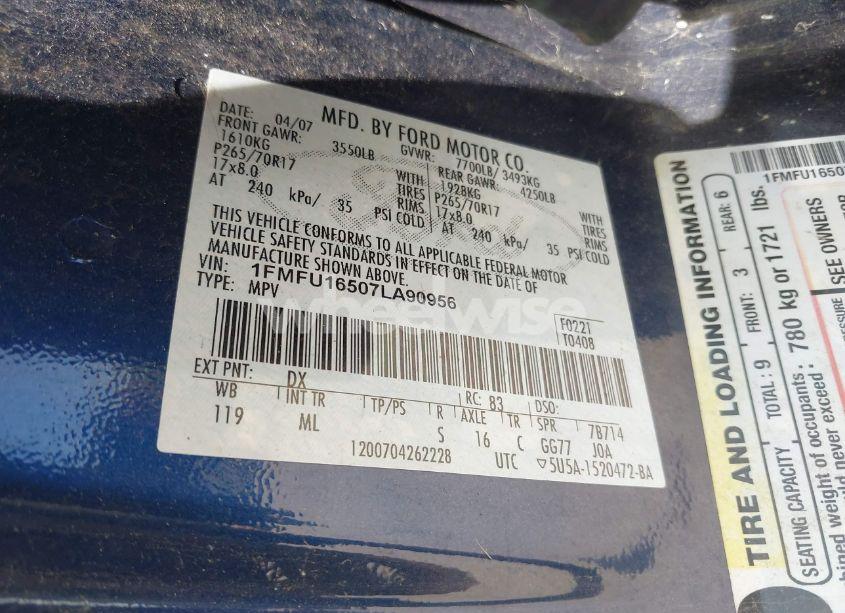 MFD. BY FORD MOTOR CO.
DATE: 04/07
GVWR: 7700LB/ 3493KG
FRONT GAWR: 3550LB
REAR GAWR: 4250LB
1610KG WITH
1928KG WITH
P265/70R17 TIRES
P265/70R17 TIRES
17x8.0 RIMS
17x8.0 RIMS
AT 240 kPa/ 35 PSI COLD
AT 240 kPa/ 35 PSI COLD
THIS VEHICLE CONFORMS TO ALL APPLICABLE FEDERAL MOTOR
VEHICLE SAFETY STANDARDS IN EFFECT ON THE DATE OF
MANUFACTURE SHOWN ABOVE.
VIN: 1FMFU16507LA90956
TYPE: MPV
F0221
T0408
EXT PNT: DX RC: 83 DSO:
WB INT TR TP/PS R AXLE TR SPR 7B714
119 ML S 16 C GG77 J0A
1200704262228 UTC ▽5U5A-1520472-BA
wheelwise
1FMFU16507
TIRE AND LOADING INFORMATION
SEATING CAPACITY TOTAL: 9 FRONT: 3 REAR: 6
780 kg or 1721 lbs.
SEE OWNERS